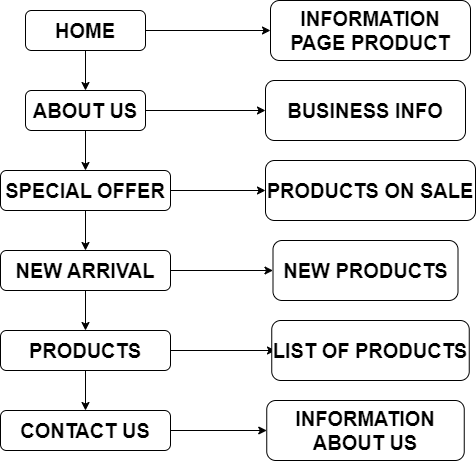 HOME
INFORMATION
PAGE PRODUCT
ABOUT US
BUSINESS INFO
SPECIAL OFFER
PRODUCTS ON SALE
NEW ARRIVAL
NEW PRODUCTS
PRODUCTS
LIST OF PRODUCTS
CONTACT US
INFORMATION
ABOUT US